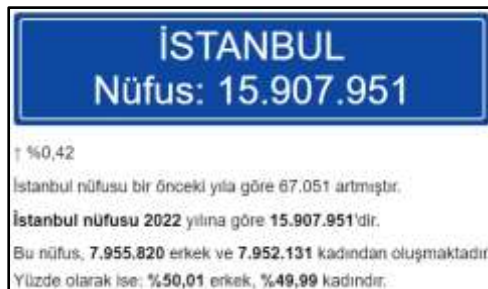 İSTANBUL
Nüfus: 15.907.951
↑ %0,42
İstanbul nüfusu bir önceki yıla göre 67.051 artmıştır.
İstanbul nüfusu 2022 yılına göre 15.907.951'dir.
Bu nüfus, 7.955.820 erkek ve 7.952.131 kadından oluşmaktadır
Yüzde olarak ise: %50,01 erkek, %49,99 kadındır.